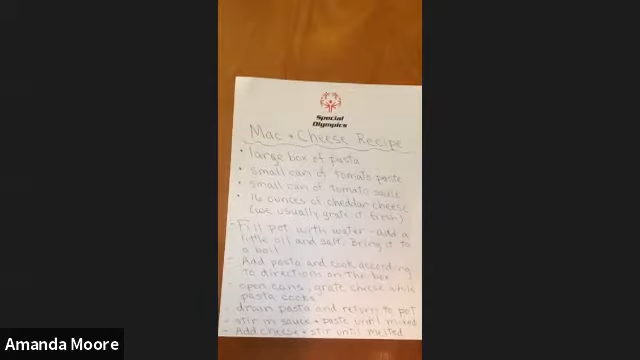 Special
Olympics
Mac + Cheese Recipe
• large box of pasta
• small can of tomato paste
• small can of tomato sauce
• 16 ounces of cheddar cheese
(we usually grate it fresh)
- Fill pot with water - add a
little oil and salt. Bring it to
a boil
- Add pasta and cook according
to directions on the box
- open cans, grate cheese while
pasta cooks
- drain pasta and return to pot
- stir in sauce + paste until mixed
- Add cheese + stir until melted
Amanda Moore